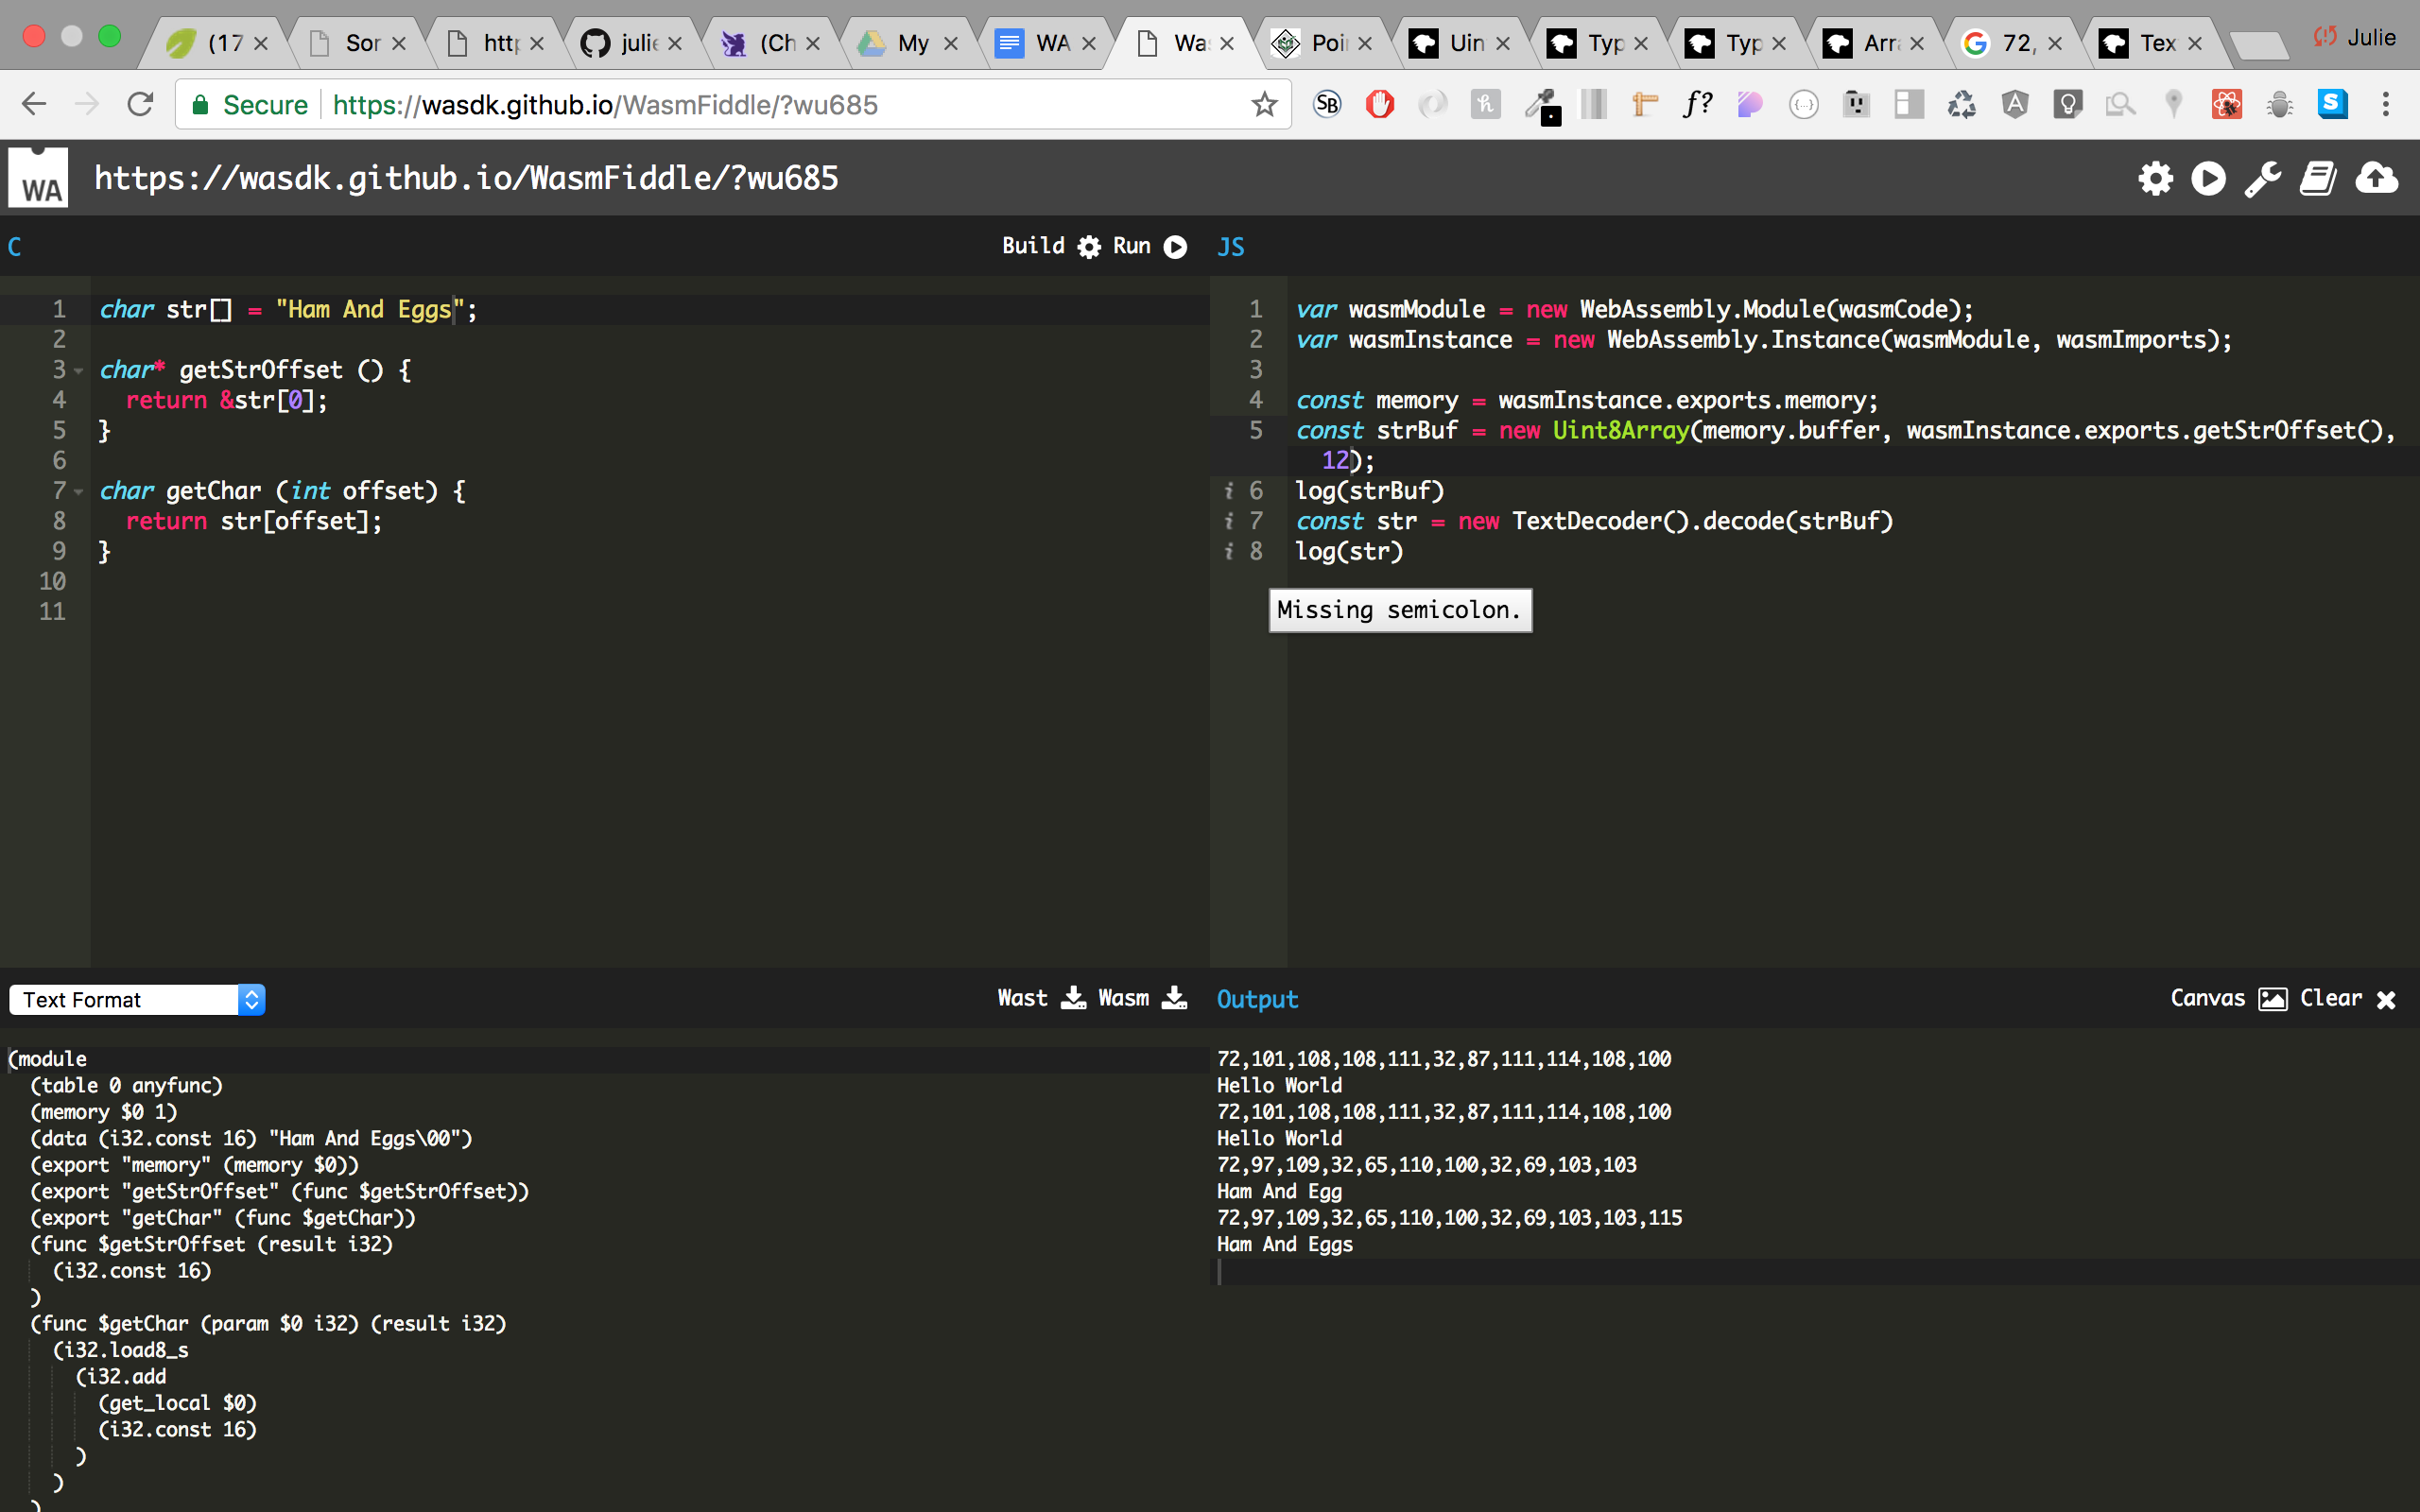 (17
Sor
http
julie
(Ch
My
WA
Was
Poin
Uin
Typ
Typ
Arra
72,
Tex
Julie
Secure https://wasdk.github.io/WasmFiddle/?wu685
WA https://wasdk.github.io/WasmFiddle/?wu685
C Build Run
1 char str[] = "Ham And Eggs";
2
3 char* getStrOffset () {
4 return &str[0];
5 }
6
7 char getChar (int offset) {
8 return str[offset];
9 }
10
11
JS
1 var wasmModule = new WebAssembly.Module(wasmCode);
2 var wasmInstance = new WebAssembly.Instance(wasmModule, wasmImports);
3
4 const memory = wasmInstance.exports.memory;
5 const strBuf = new Uint8Array(memory.buffer, wasmInstance.exports.getStrOffset(),
12);
i 6 log(strBuf)
i 7 const str = new TextDecoder().decode(strBuf)
i 8 log(str)
Missing semicolon.
Text Format Wast Wasm
(module
(table 0 anyfunc)
(memory $0 1)
(data (i32.const 16) "Ham And Eggs\00")
(export "memory" (memory $0))
(export "getStrOffset" (func $getStrOffset))
(export "getChar" (func $getChar))
(func $getStrOffset (result i32)
(i32.const 16)
)
(func $getChar (param $0 i32) (result i32)
(i32.load8_s
(i32.add
(get_local $0)
(i32.const 16)
)
)
)
Output Canvas Clear
72,101,108,108,111,32,87,111,114,108,100
Hello World
72,101,108,108,111,32,87,111,114,108,100
Hello World
72,97,109,32,65,110,100,32,69,103,103
Ham And Egg
72,97,109,32,65,110,100,32,69,103,103,115
Ham And Eggs